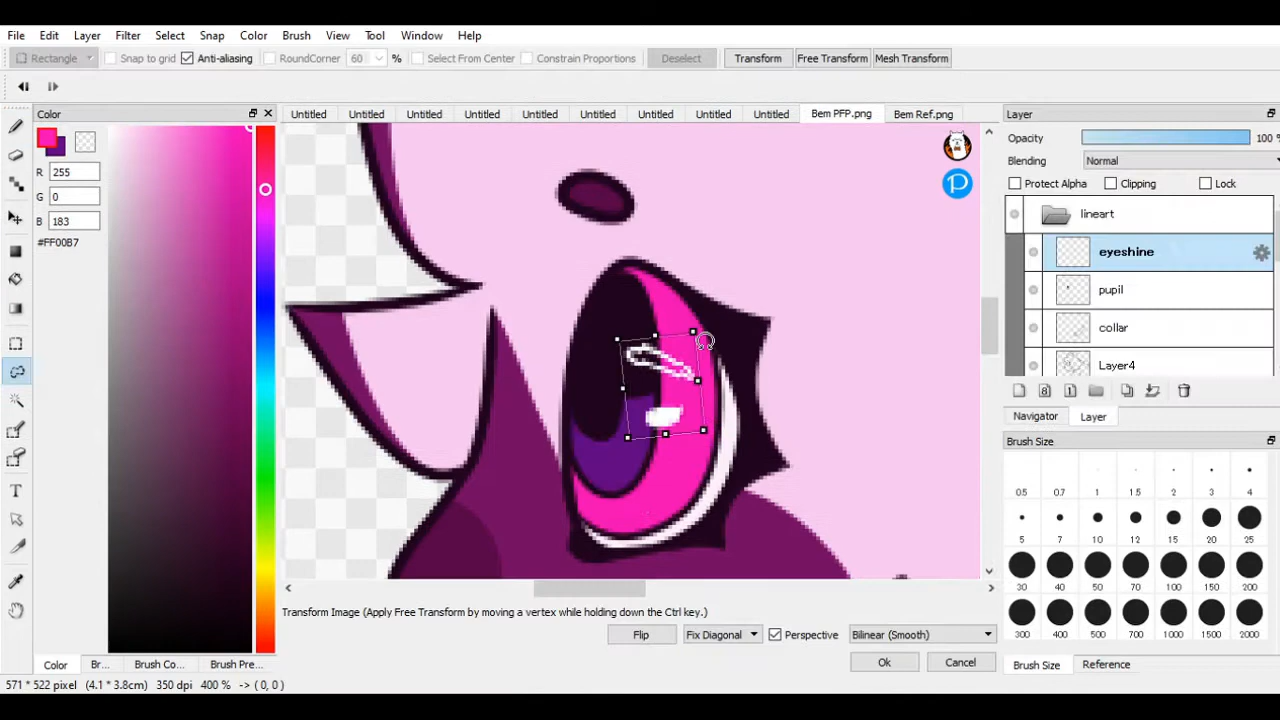 File Edit Layer Filter Select Snap Color Brush View Tool Window Help
Rectangle Snap to grid Anti-aliasing RoundCorner 60 % Select From Center Constrain Proportions Deselect Transform Free Transform Mesh Transform
Color
Untitled Untitled Untitled Untitled Untitled Untitled Untitled Untitled Untitled Bem PFP.png Bem Ref.png
Layer
R 255
G 0
B 183
#FF00B7
Opacity 100 %
Blending Normal
Protect Alpha Clipping Lock
lineart
eyeshine
pupil
collar
Layer4
Navigator Layer
Brush Size
0.5 0.7 1 1.5 2 3 4
5 7 10 12 15 20 25
30 40 50 70 100 150 200
300 400 500 700 1000 1500 2000
Transform Image (Apply Free Transform by moving a vertex while holding down the Ctrl key.)
Flip Fix Diagonal Perspective Bilinear (Smooth)
Ok Cancel
Color Br... Brush Co... Brush Pre...
Brush Size Reference
571 * 522 pixel (4.1 * 3.8cm) 350 dpi 400 % -> ( 0, 0 )